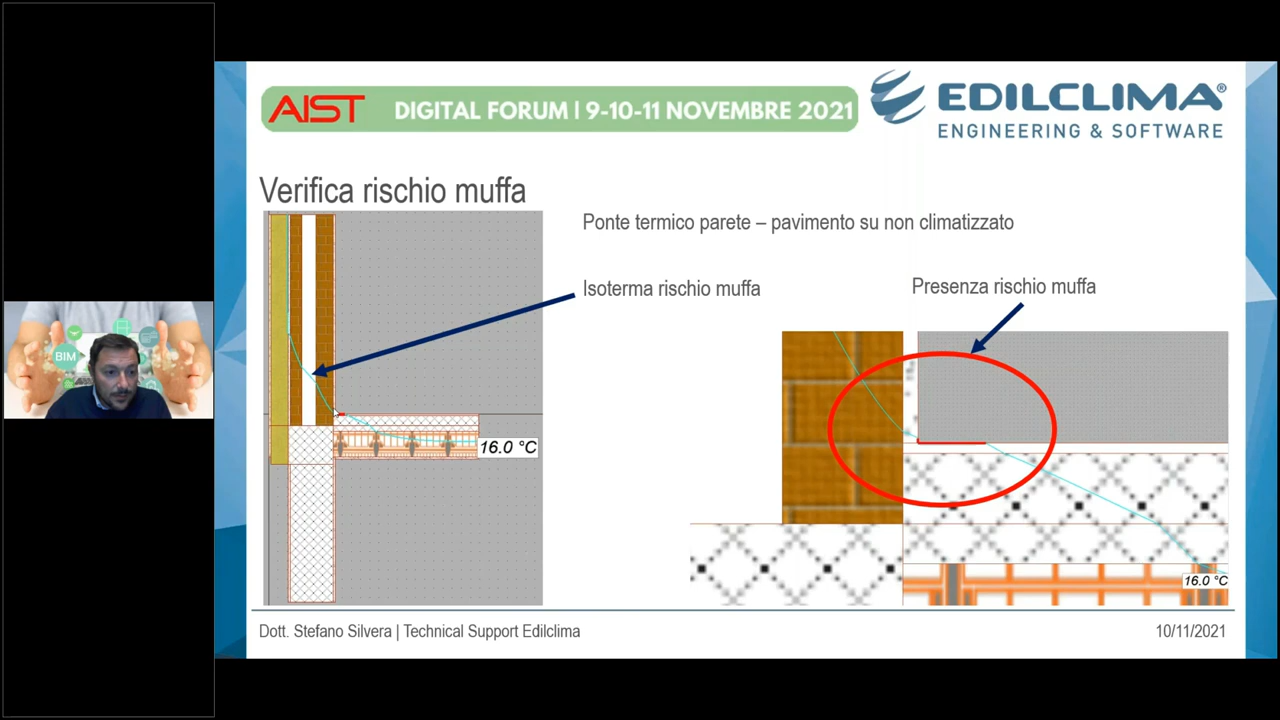 AIST
DIGITAL FORUM | 9-10-11 NOVEMBRE 2021
EDILCLIMA®
ENGINEERING & SOFTWARE
Verifica rischio muffa
Ponte termico parete – pavimento su non climatizzato
Isoterma rischio muffa
Presenza rischio muffa
BIM
16.0 °C
16.0 °C
Dott. Stefano Silvera | Technical Support Edilclima
10/11/2021